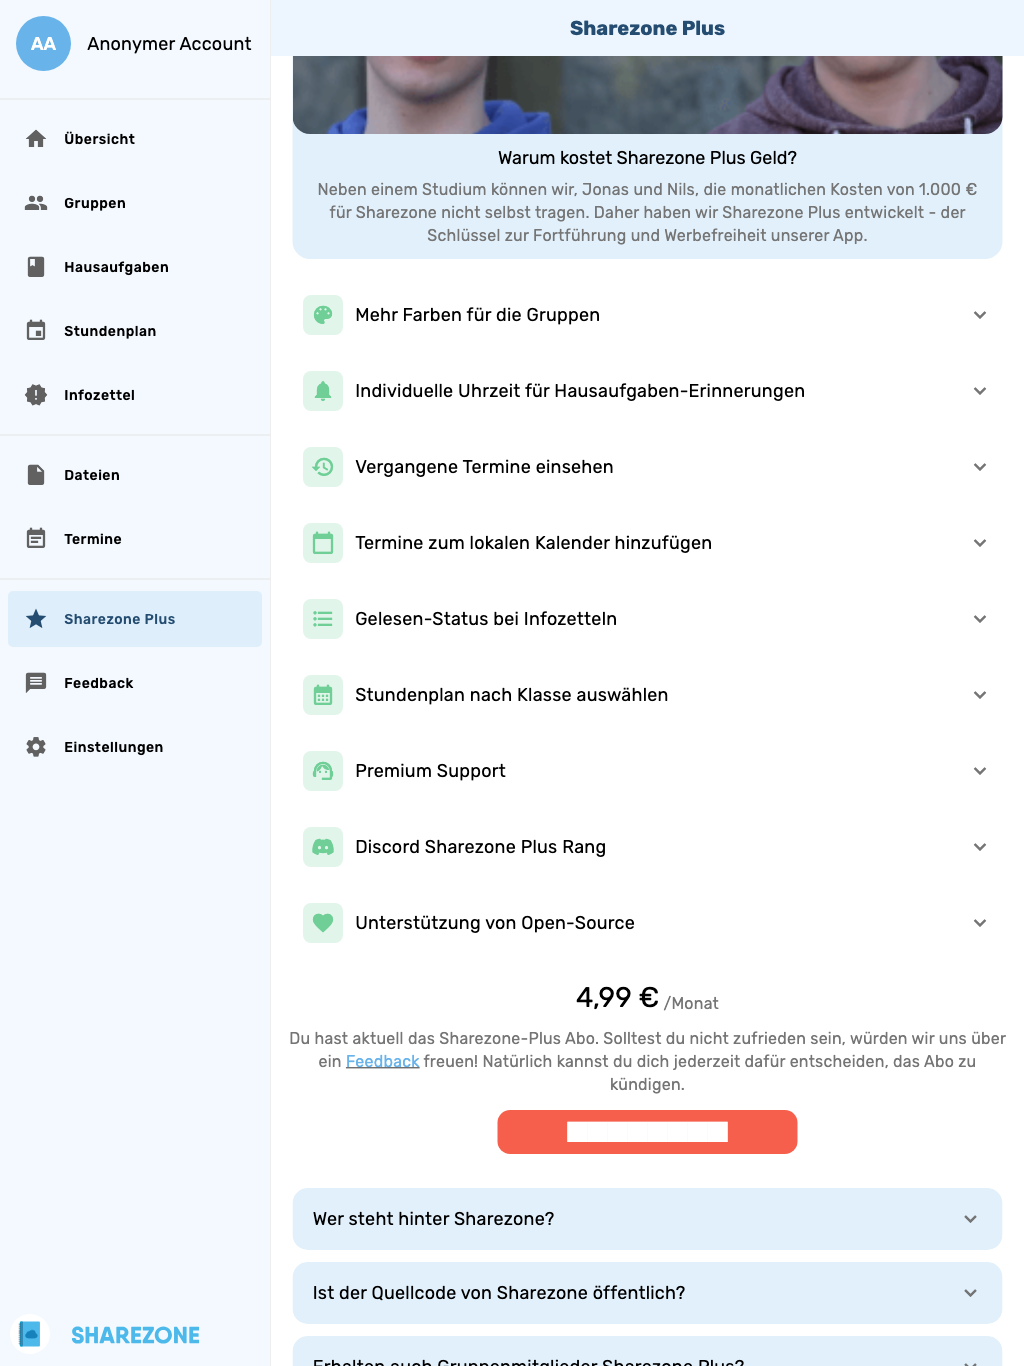 AA
Anonymer Account
Übersicht
Gruppen
Hausaufgaben
Stundenplan
Infozettel
Dateien
Termine
Sharezone Plus
Feedback
Einstellungen
SHAREZONE
Sharezone Plus
Warum kostet Sharezone Plus Geld?
Neben einem Studium können wir, Jonas und Nils, die monatlichen Kosten von 1.000 €
für Sharezone nicht selbst tragen. Daher haben wir Sharezone Plus entwickelt - der
Schlüssel zur Fortführung und Werbefreiheit unserer App.
Mehr Farben für die Gruppen
Individuelle Uhrzeit für Hausaufgaben-Erinnerungen
Vergangene Termine einsehen
Termine zum lokalen Kalender hinzufügen
Gelesen-Status bei Infozetteln
Stundenplan nach Klasse auswählen
Premium Support
Discord Sharezone Plus Rang
Unterstützung von Open-Source
4,99 € /Monat
Du hast aktuell das Sharezone-Plus Abo. Solltest du nicht zufrieden sein, würden wir uns über
ein Feedback freuen! Natürlich kannst du dich jederzeit dafür entscheiden, das Abo zu
kündigen.
Wer steht hinter Sharezone?
Ist der Quellcode von Sharezone öffentlich?
Erhalten auch Gruppenmitglieder Sharezone Plus?